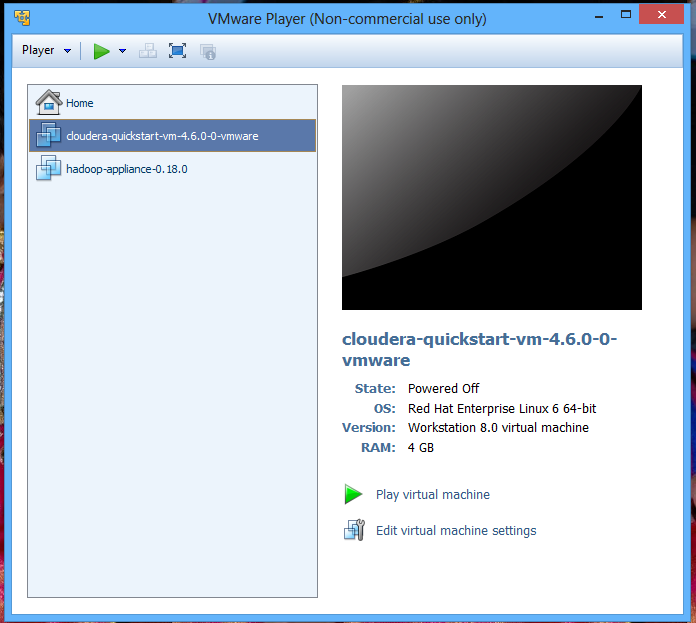 VMware Player (Non-commercial use only)
Player
Home
cloudera-quickstart-vm-4.6.0-0-vmware
hadoop-appliance-0.18.0
cloudera-quickstart-vm-4.6.0-0-
vmware
State: Powered Off
OS: Red Hat Enterprise Linux 6 64-bit
Version: Workstation 8.0 virtual machine
RAM: 4 GB
Play virtual machine
Edit virtual machine settings